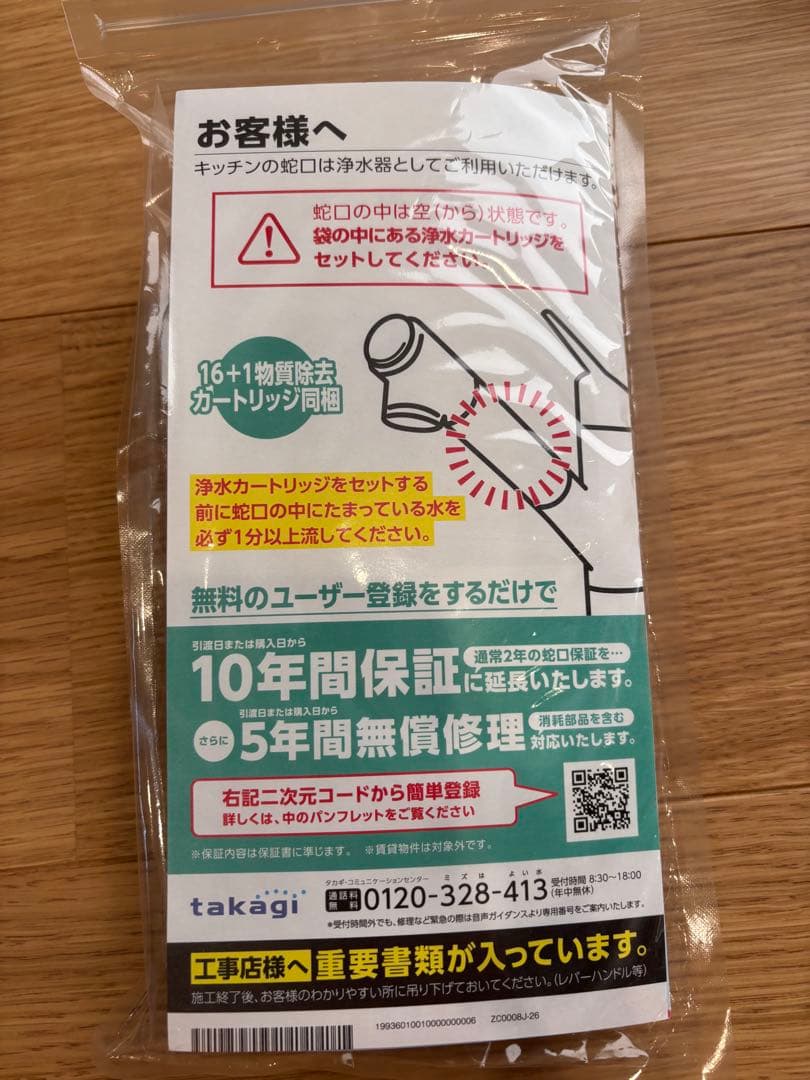 お客様へ
キッチンの蛇口は浄水器としてご利用いただけます。
蛇口の中は空(から)状態です。
袋の中にある浄水カートリッジを
セットしてください。
16+1物質除去
カートリッジ同梱
浄水カートリッジをセットする
前に蛇口の中にたまっている水を
必ず1分以上流してください。
無料のユーザー登録をするだけで
引渡日または購入日から
10年間保証 通常2年の蛇口保証を…
に延長いたします。
引渡日または購入日から
さらに 5年間無償修理 消耗部品を含む
対応いたします。
右記二次元コードから簡単登録
詳しくは、中のパンフレットをご覧ください
※保証内容は保証書に準じます。 ※賃貸物件は対象外です。
takagi
タカギ・コミュニケーションセンター ミズは よい水
通話料無料 0120-328-413 受付時間 8:30〜18:00
(年中無休)
*受付時間外でも、修理など緊急の際は音声ガイダンスより専用番号をご案内いたします。
工事店様へ 重要書類が入っています。
施工終了後、お客様のわかりやすい所に吊り下げておいてください。(レバーハンドル等)
19936010010000000006 ZC0008J-26